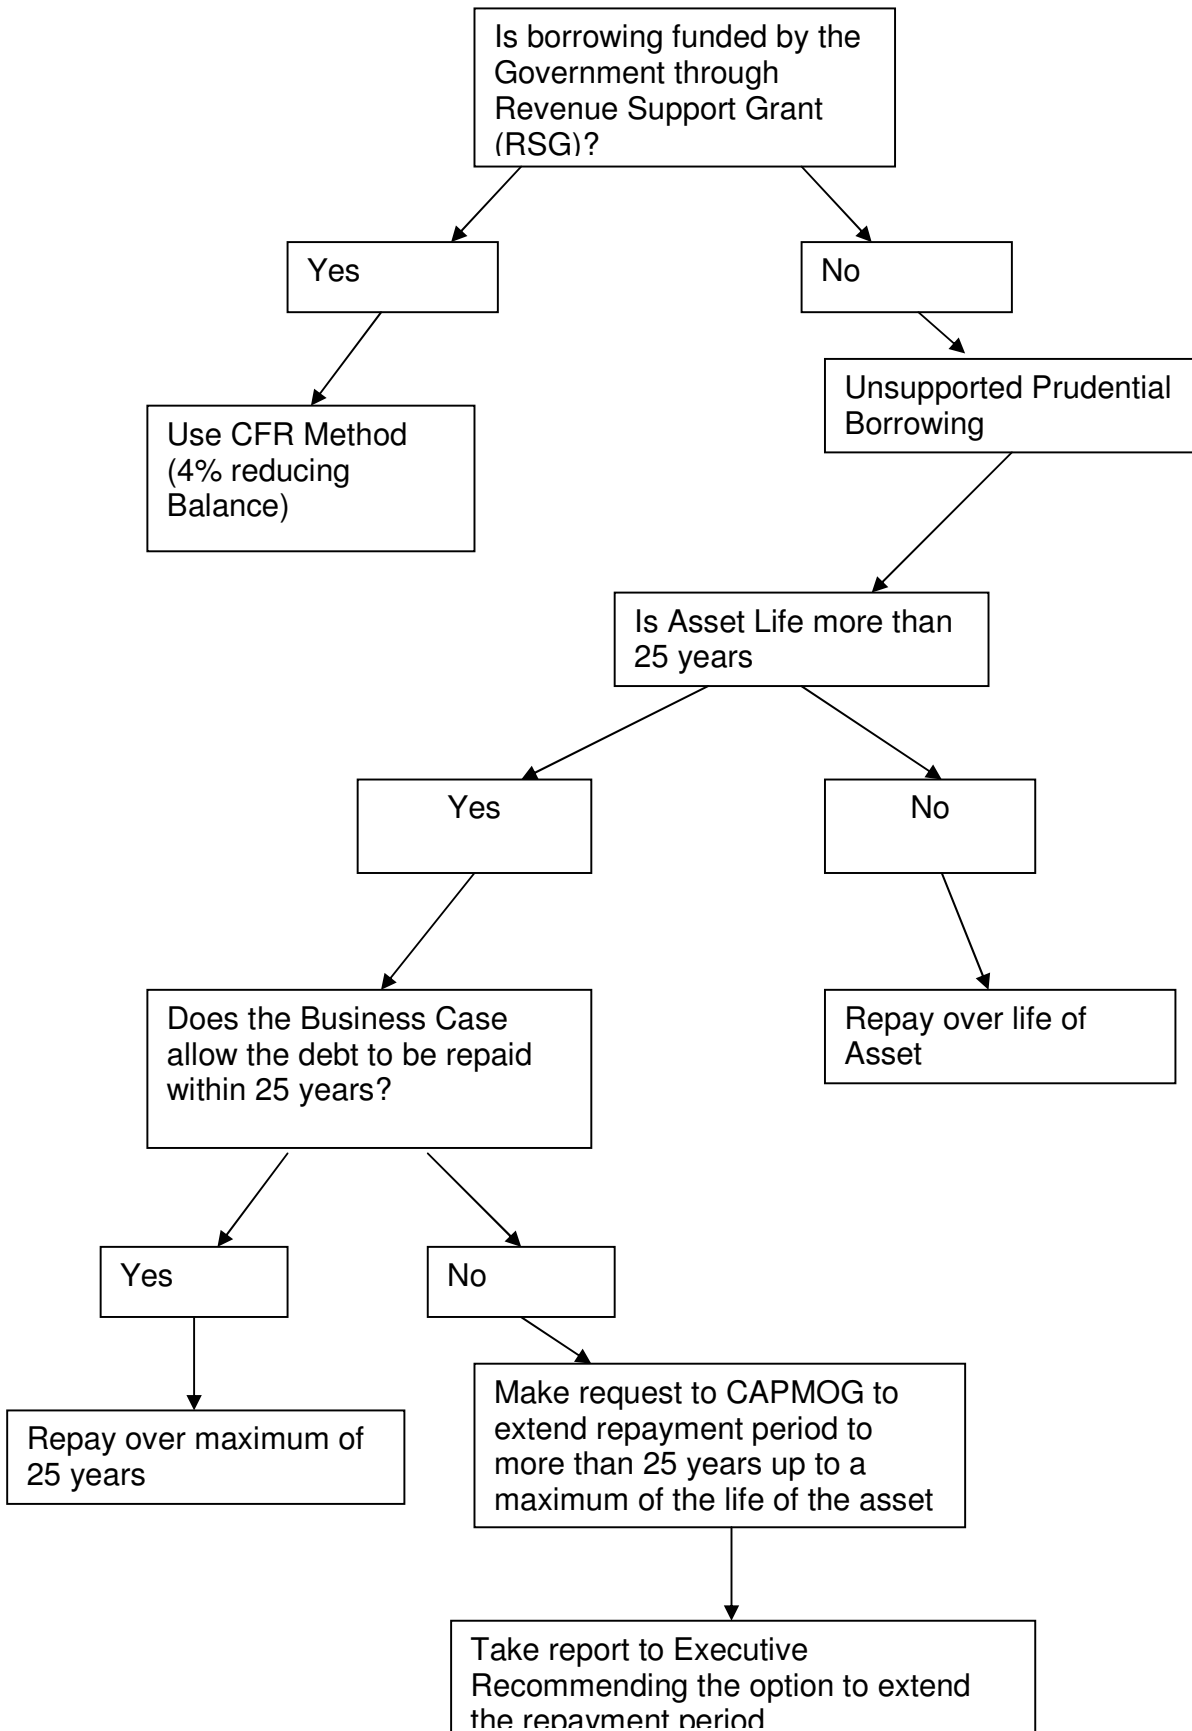 Is borrowing funded by the
Government through
Revenue Support Grant
(RSG)?
Yes
No
Use CFR Method
(4% reducing
Balance)
Unsupported Prudential
Borrowing
Is Asset Life more than
25 years
Yes
No
Does the Business Case
allow the debt to be repaid
within 25 years?
Repay over life of
Asset
Yes
No
Repay over maximum of
25 years
Make request to CAPMOG to
extend repayment period to
more than 25 years up to a
maximum of the life of the asset
Take report to Executive
Recommending the option to extend
the repayment period